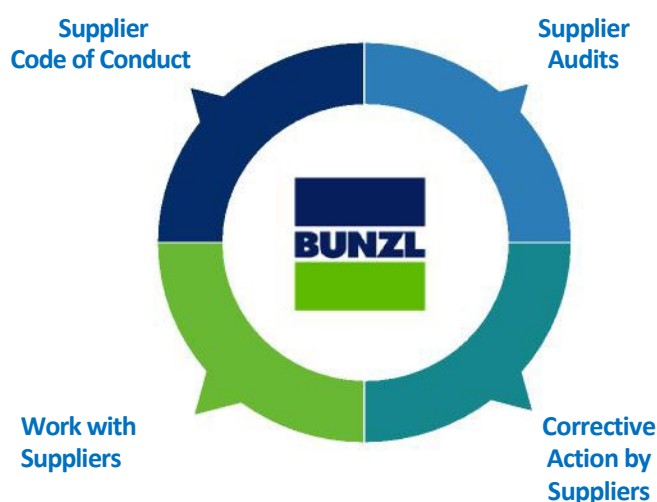 Supplier
Code of Conduct
Supplier
Audits
BUNZL
Work with
Suppliers
Corrective
Action by
Suppliers